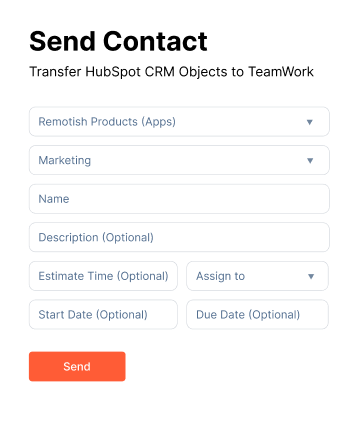 Send Contact
Transfer HubSpot CRM Objects to TeamWork
Remotish Products (Apps)
Marketing
Name
Description (Optional)
Estimate Time (Optional) Assign to
Start Date (Optional) Due Date (Optional)
Send